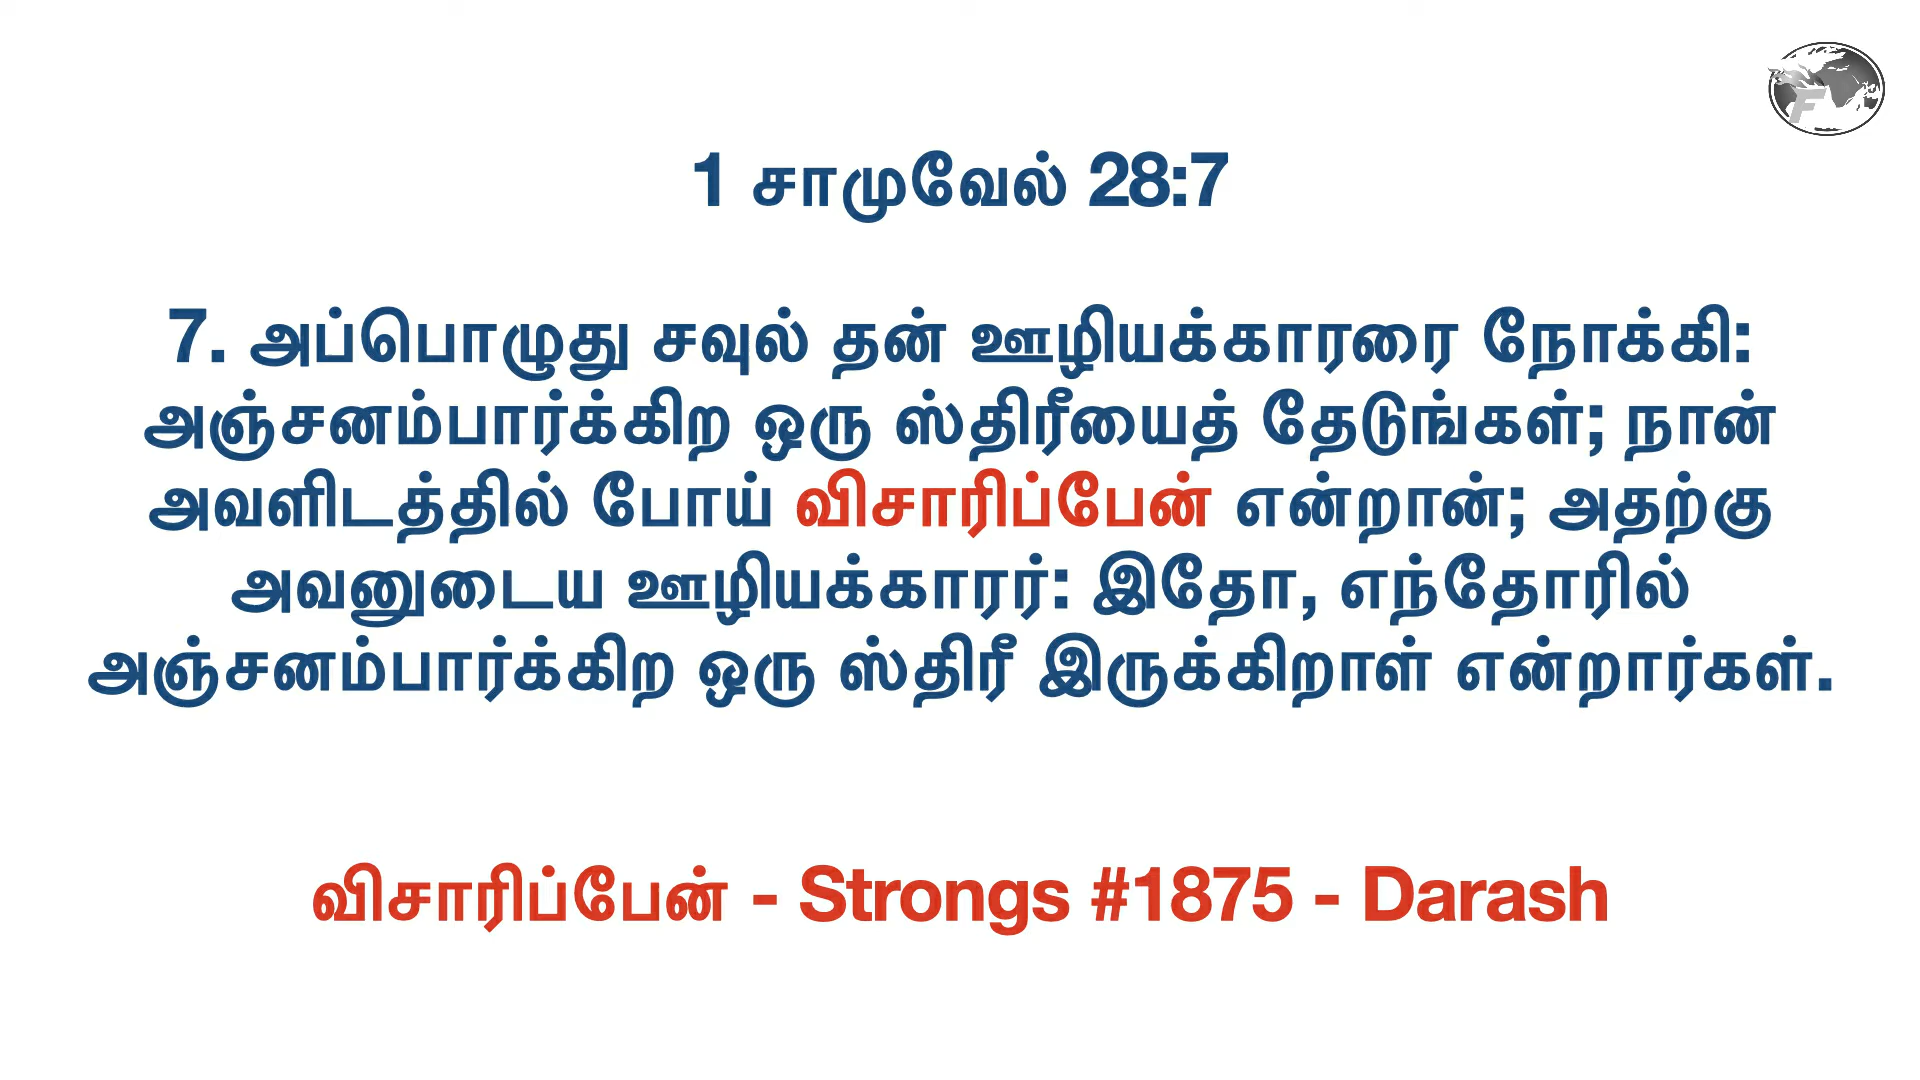 1 சாமுவேல் 28:7
7. அப்பொழுது சவுல் தன் ஊழியக்காரரை நோக்கி:
அஞ்சனம்பார்க்கிற ஒரு ஸ்திரீயைத் தேடுங்கள்; நான்
அவளிடத்தில் போய் விசாரிப்பேன் என்றான்; அதற்கு
அவனுடைய ஊழியக்காரர்: இதோ, எந்தோரில்
அஞ்சனம்பார்க்கிற ஒரு ஸ்திரீ இருக்கிறாள் என்றார்கள்.
விசாரிப்பேன் - Strongs #1875 - Darash
F